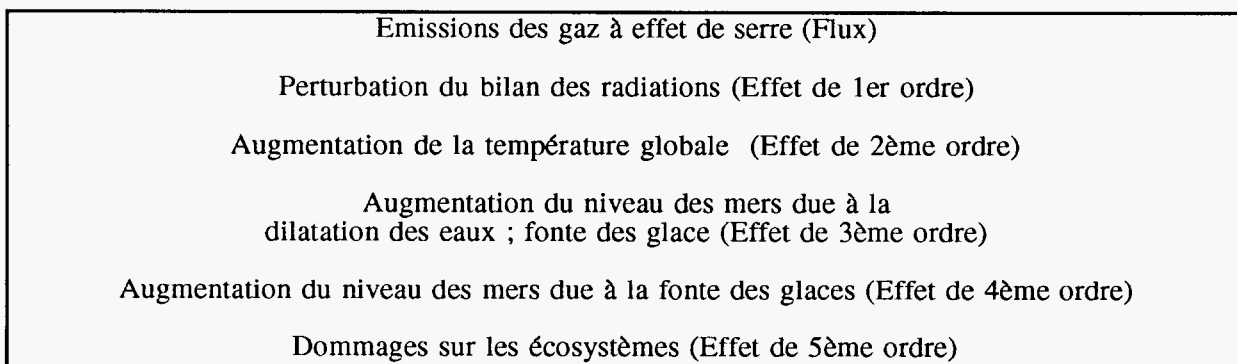 Emissions des gaz à effet de serre (Flux)
Perturbation du bilan des radiations (Effet de 1er ordre)
Augmentation de la température globale (Effet de 2ème ordre)
Augmentation du niveau des mers due à la
dilatation des eaux ; fonte des glace (Effet de 3ème ordre)
Augmentation du niveau des mers due à la fonte des glaces (Effet de 4ème ordre)
Dommages sur les écosystèmes (Effet de 5ème ordre)